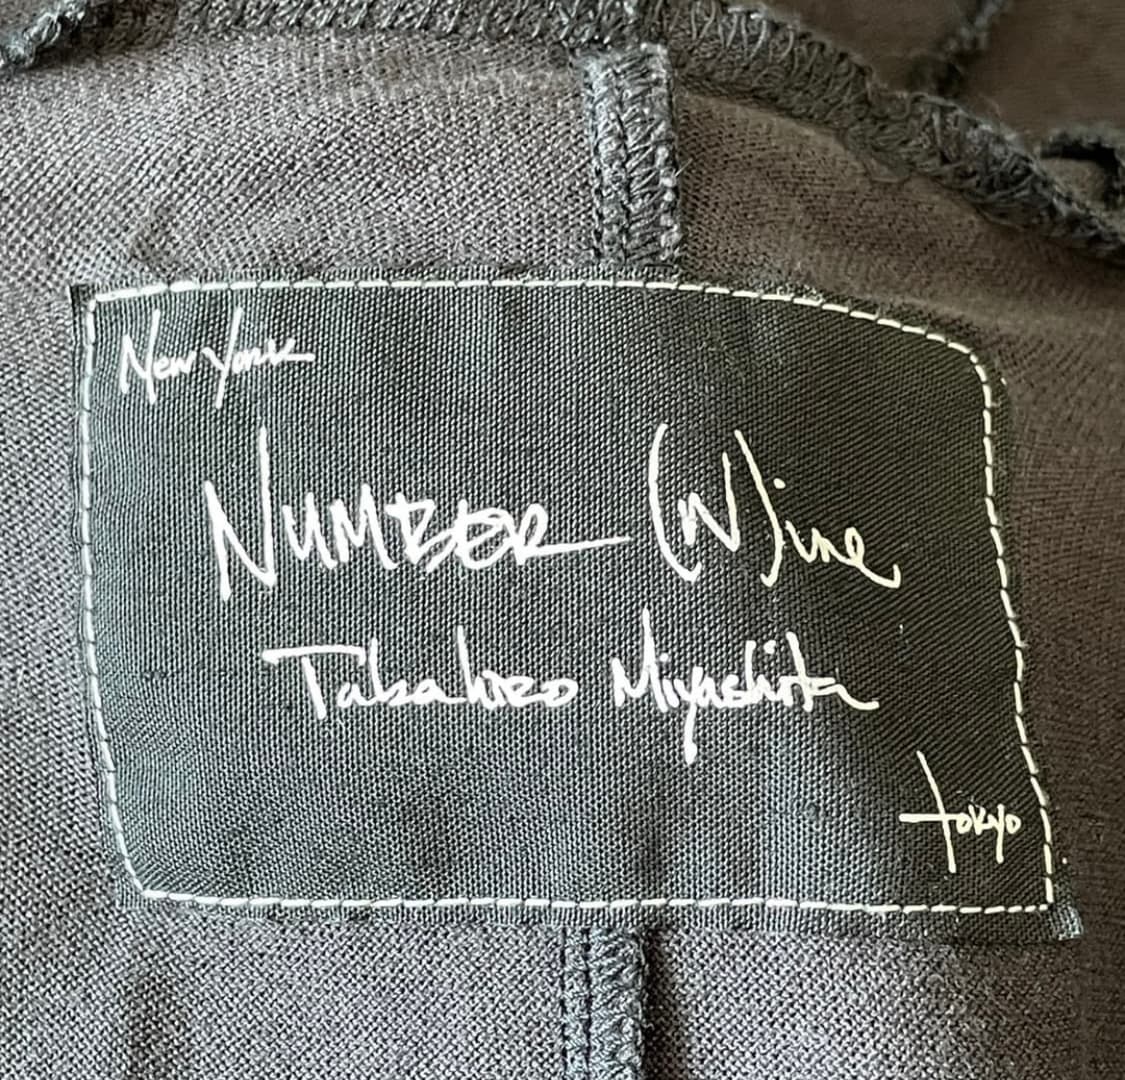 New York
NUMBER (N)ine
Takahiro Miyashita
tokyo